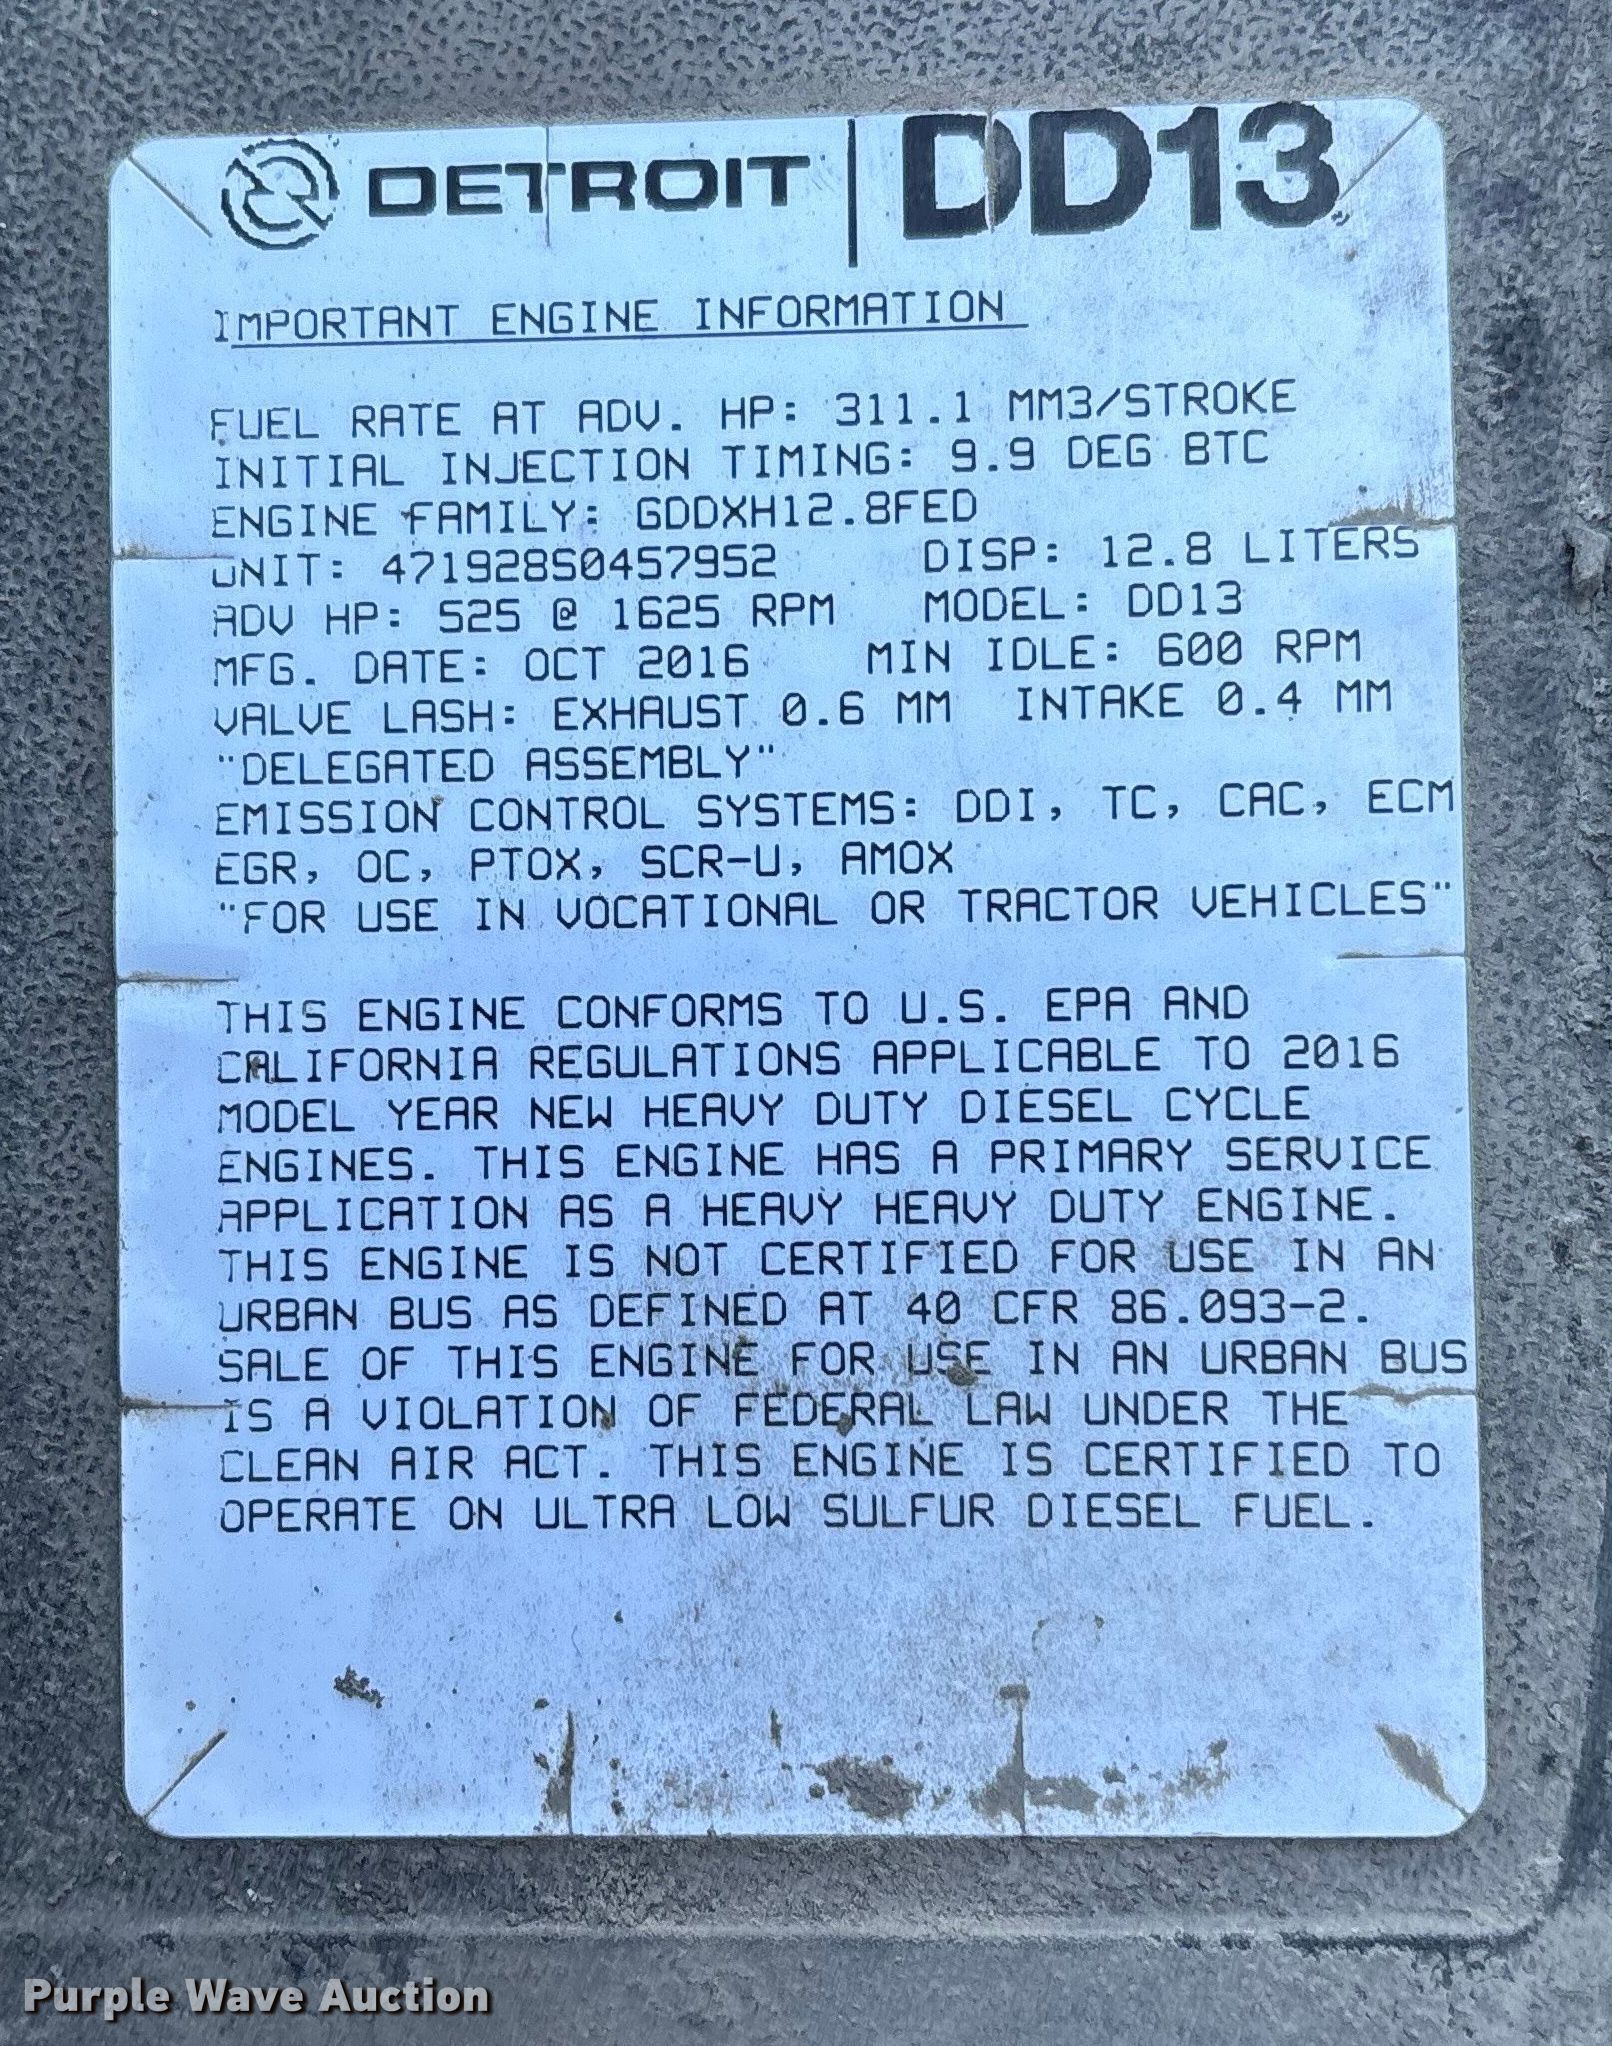 DETROIT DD13
IMPORTANT ENGINE INFORMATION
FUEL RATE AT ADV. HP: 311.1 MM3/STROKE
INITIAL INJECTION TIMING: 9.9 DEG BTC
ENGINE FAMILY: GDDXH12.8FED
UNIT: 471928S0457952 DISP: 12.8 LITERS
ADV HP: 525 @ 1625 RPM MODEL: DD13
MFG. DATE: OCT 2016 MIN IDLE: 600 RPM
VALVE LASH: EXHAUST 0.6 MM INTAKE 0.4 MM
"DELEGATED ASSEMBLY"
EMISSION CONTROL SYSTEMS: DDI, TC, CAC, ECM
EGR, OC, PTOX, SCR-U, AMOX
"FOR USE IN VOCATIONAL OR TRACTOR VEHICLES"
THIS ENGINE CONFORMS TO U.S. EPA AND
CALIFORNIA REGULATIONS APPLICABLE TO 2016
MODEL YEAR NEW HEAVY DUTY DIESEL CYCLE
ENGINES. THIS ENGINE HAS A PRIMARY SERVICE
APPLICATION AS A HEAVY HEAVY DUTY ENGINE.
THIS ENGINE IS NOT CERTIFIED FOR USE IN AN
URBAN BUS AS DEFINED AT 40 CFR 86.093-2.
SALE OF THIS ENGINE FOR USE IN AN URBAN BUS
IS A VIOLATION OF FEDERAL LAW UNDER THE
CLEAN AIR ACT. THIS ENGINE IS CERTIFIED TO
OPERATE ON ULTRA LOW SULFUR DIESEL FUEL.
Purple Wave Auction